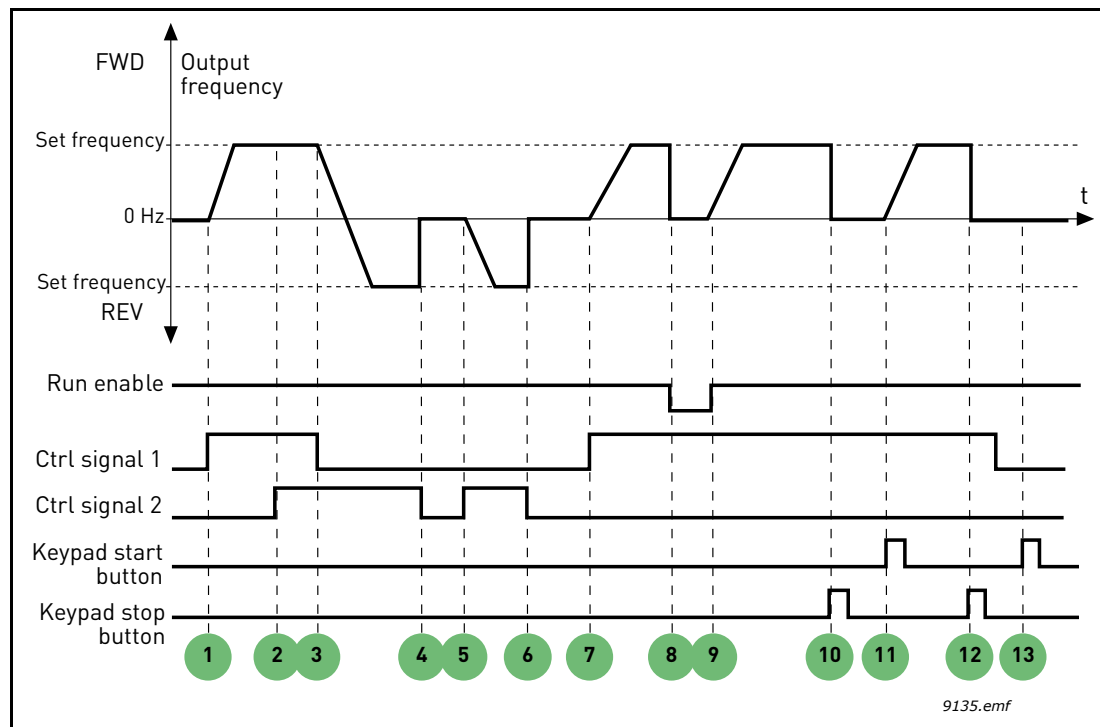 FWD
Output
frequency
Set frequency
t
0 Hz
Set frequency
REV
Run enable
Ctrl signal 1
Ctrl signal 2
Keypad start
button
Keypad stop
button
1 2 3 4 5 6 7 8 9 10 11 12 13
9135.emf